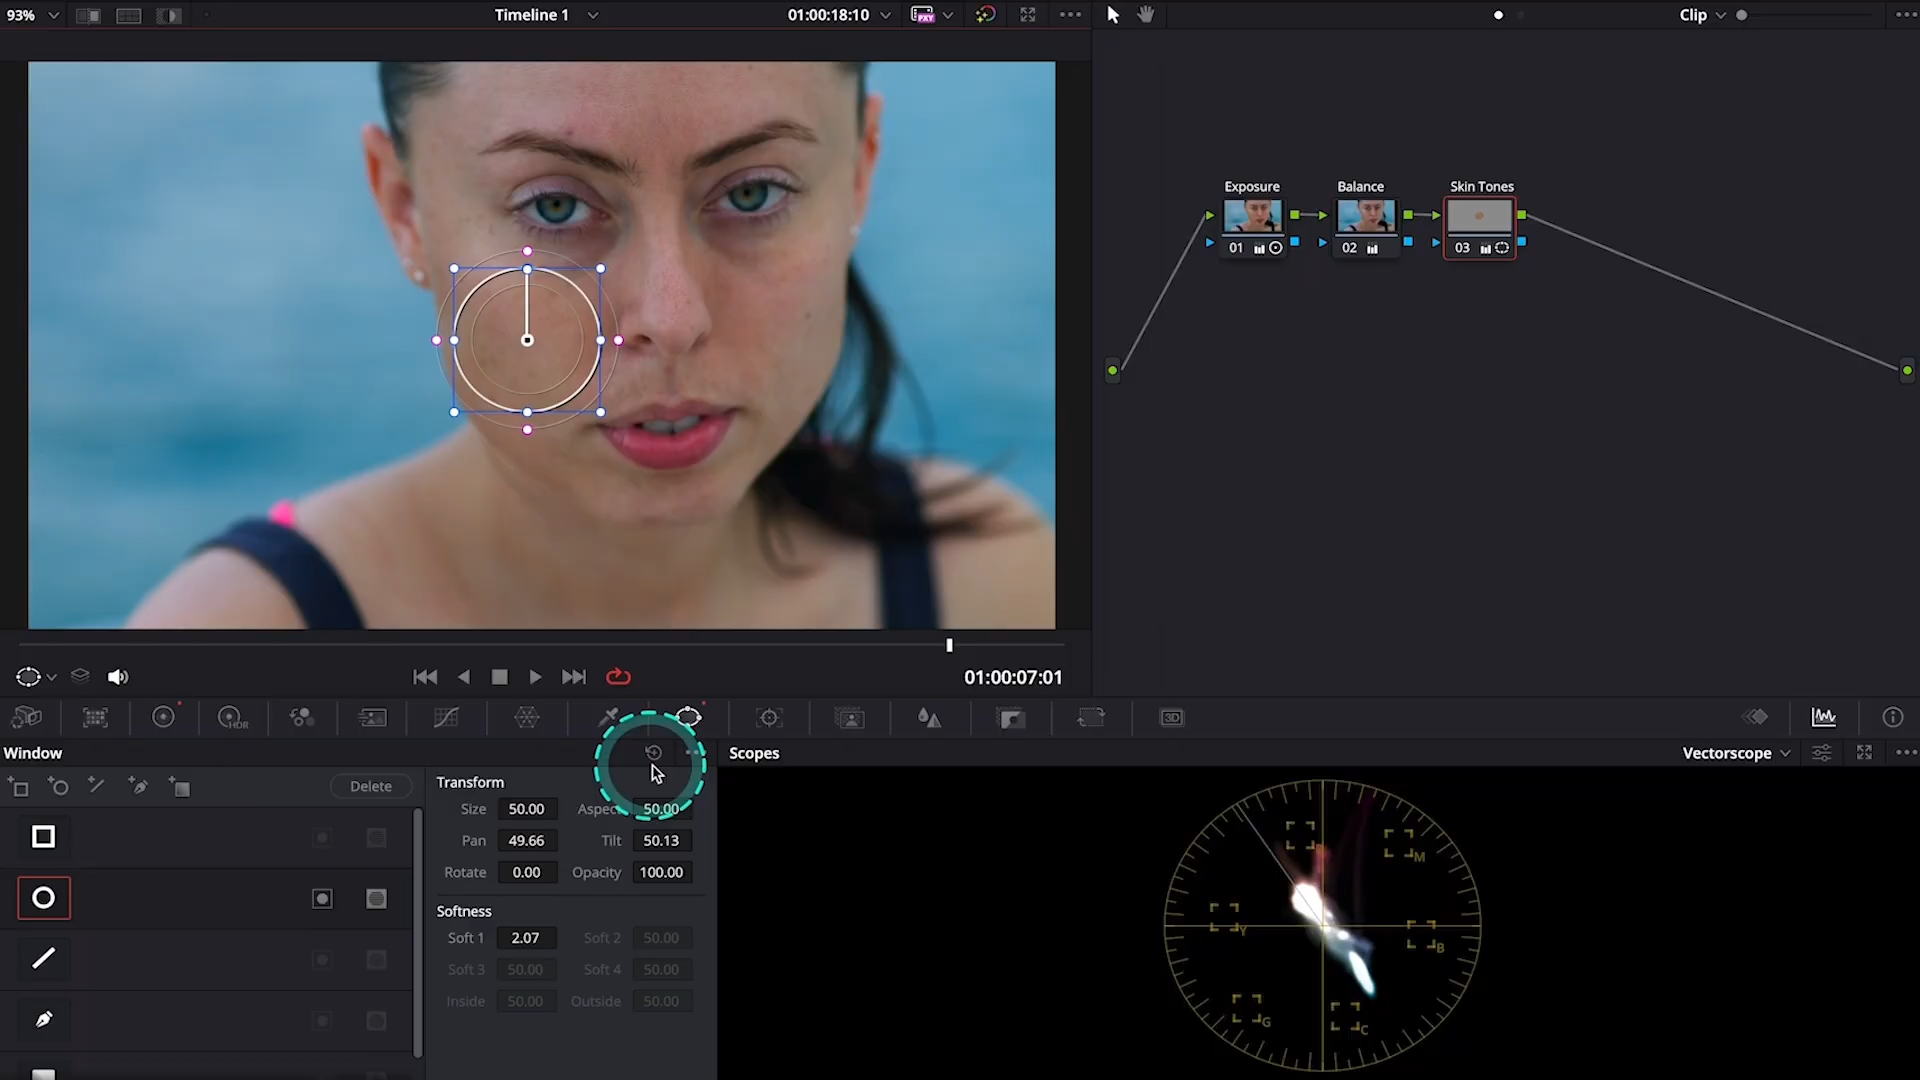 93%
Timeline 1
01:00:18:10
PXY
Clip
Exposure
Balance
Skin Tones
01
02
03
01:00:07:01
HDR
3D
Window
Scopes
Vectorscope
Delete
Transform
Size 50.00 Aspect 50.00
Pan 49.66 Tilt 50.13
Rotate 0.00 Opacity 100.00
Softness
Soft 1 2.07 Soft 2 50.00
Soft 3 50.00 Soft 4 50.00
Inside 50.00 Outside 50.00
M
Y
B
G
C